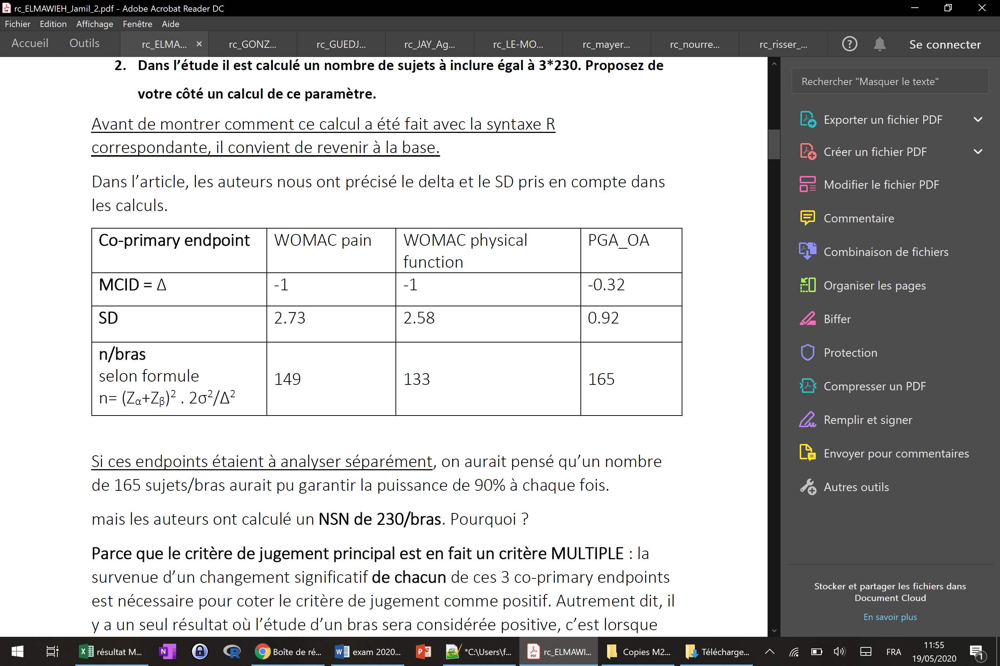 rc_ELMAWIEH_Jamil_2.pdf - Adobe Acrobat Reader DC
Fichier Edition Affichage Fenêtre Aide
Accueil Outils rc_ELMA... × rc_GONZ... rc_GUEDJ... rc_JAY_Ag... rc_LE-MO... rc_mayer... rc_nourre... rc_risser_... ? Se connecter
2. Dans l’étude il est calculé un nombre de sujets à inclure égal à 3*230. Proposez de
votre côté un calcul de ce paramètre.
Avant de montrer comment ce calcul a été fait avec la syntaxe R
correspondante, il convient de revenir à la base.
Dans l’article, les auteurs nous ont précisé le delta et le SD pris en compte dans
les calculs.
Co-primary endpoint WOMAC pain WOMAC physical PGA_OA
function
MCID = Δ -1 -1 -0.32
SD 2.73 2.58 0.92
n/bras
selon formule 149 133 165
n= (Zα+Zβ)² . 2σ²/Δ²
Si ces endpoints étaient à analyser séparément, on aurait pensé qu’un nombre
de 165 sujets/bras aurait pu garantir la puissance de 90% à chaque fois.
mais les auteurs ont calculé un NSN de 230/bras. Pourquoi ?
Parce que le critère de jugement principal est en fait un critère MULTIPLE : la
survenue d’un changement significatif de chacun de ces 3 co-primary endpoints
est nécessaire pour coter le critère de jugement comme positif. Autrement dit, il
y a un seul résultat où l’étude d’un bras sera considérée positive, c’est lorsque
Rechercher "Masquer le texte"
Exporter un fichier PDF
Créer un fichier PDF
Modifier le fichier PDF
Commentaire
Combinaison de fichiers
Organiser les pages
Biffer
Protection
Compresser un PDF
Remplir et signer
Envoyer pour commentaires
Autres outils
Stocker et partager les fichiers dans
Document Cloud
En savoir plus
résultat M... Boîte de ré... exam 2020... *C:\Users\f... rc_ELMAWI... Copies M2... Télécharge... FRA 11:55
19/05/2020 1